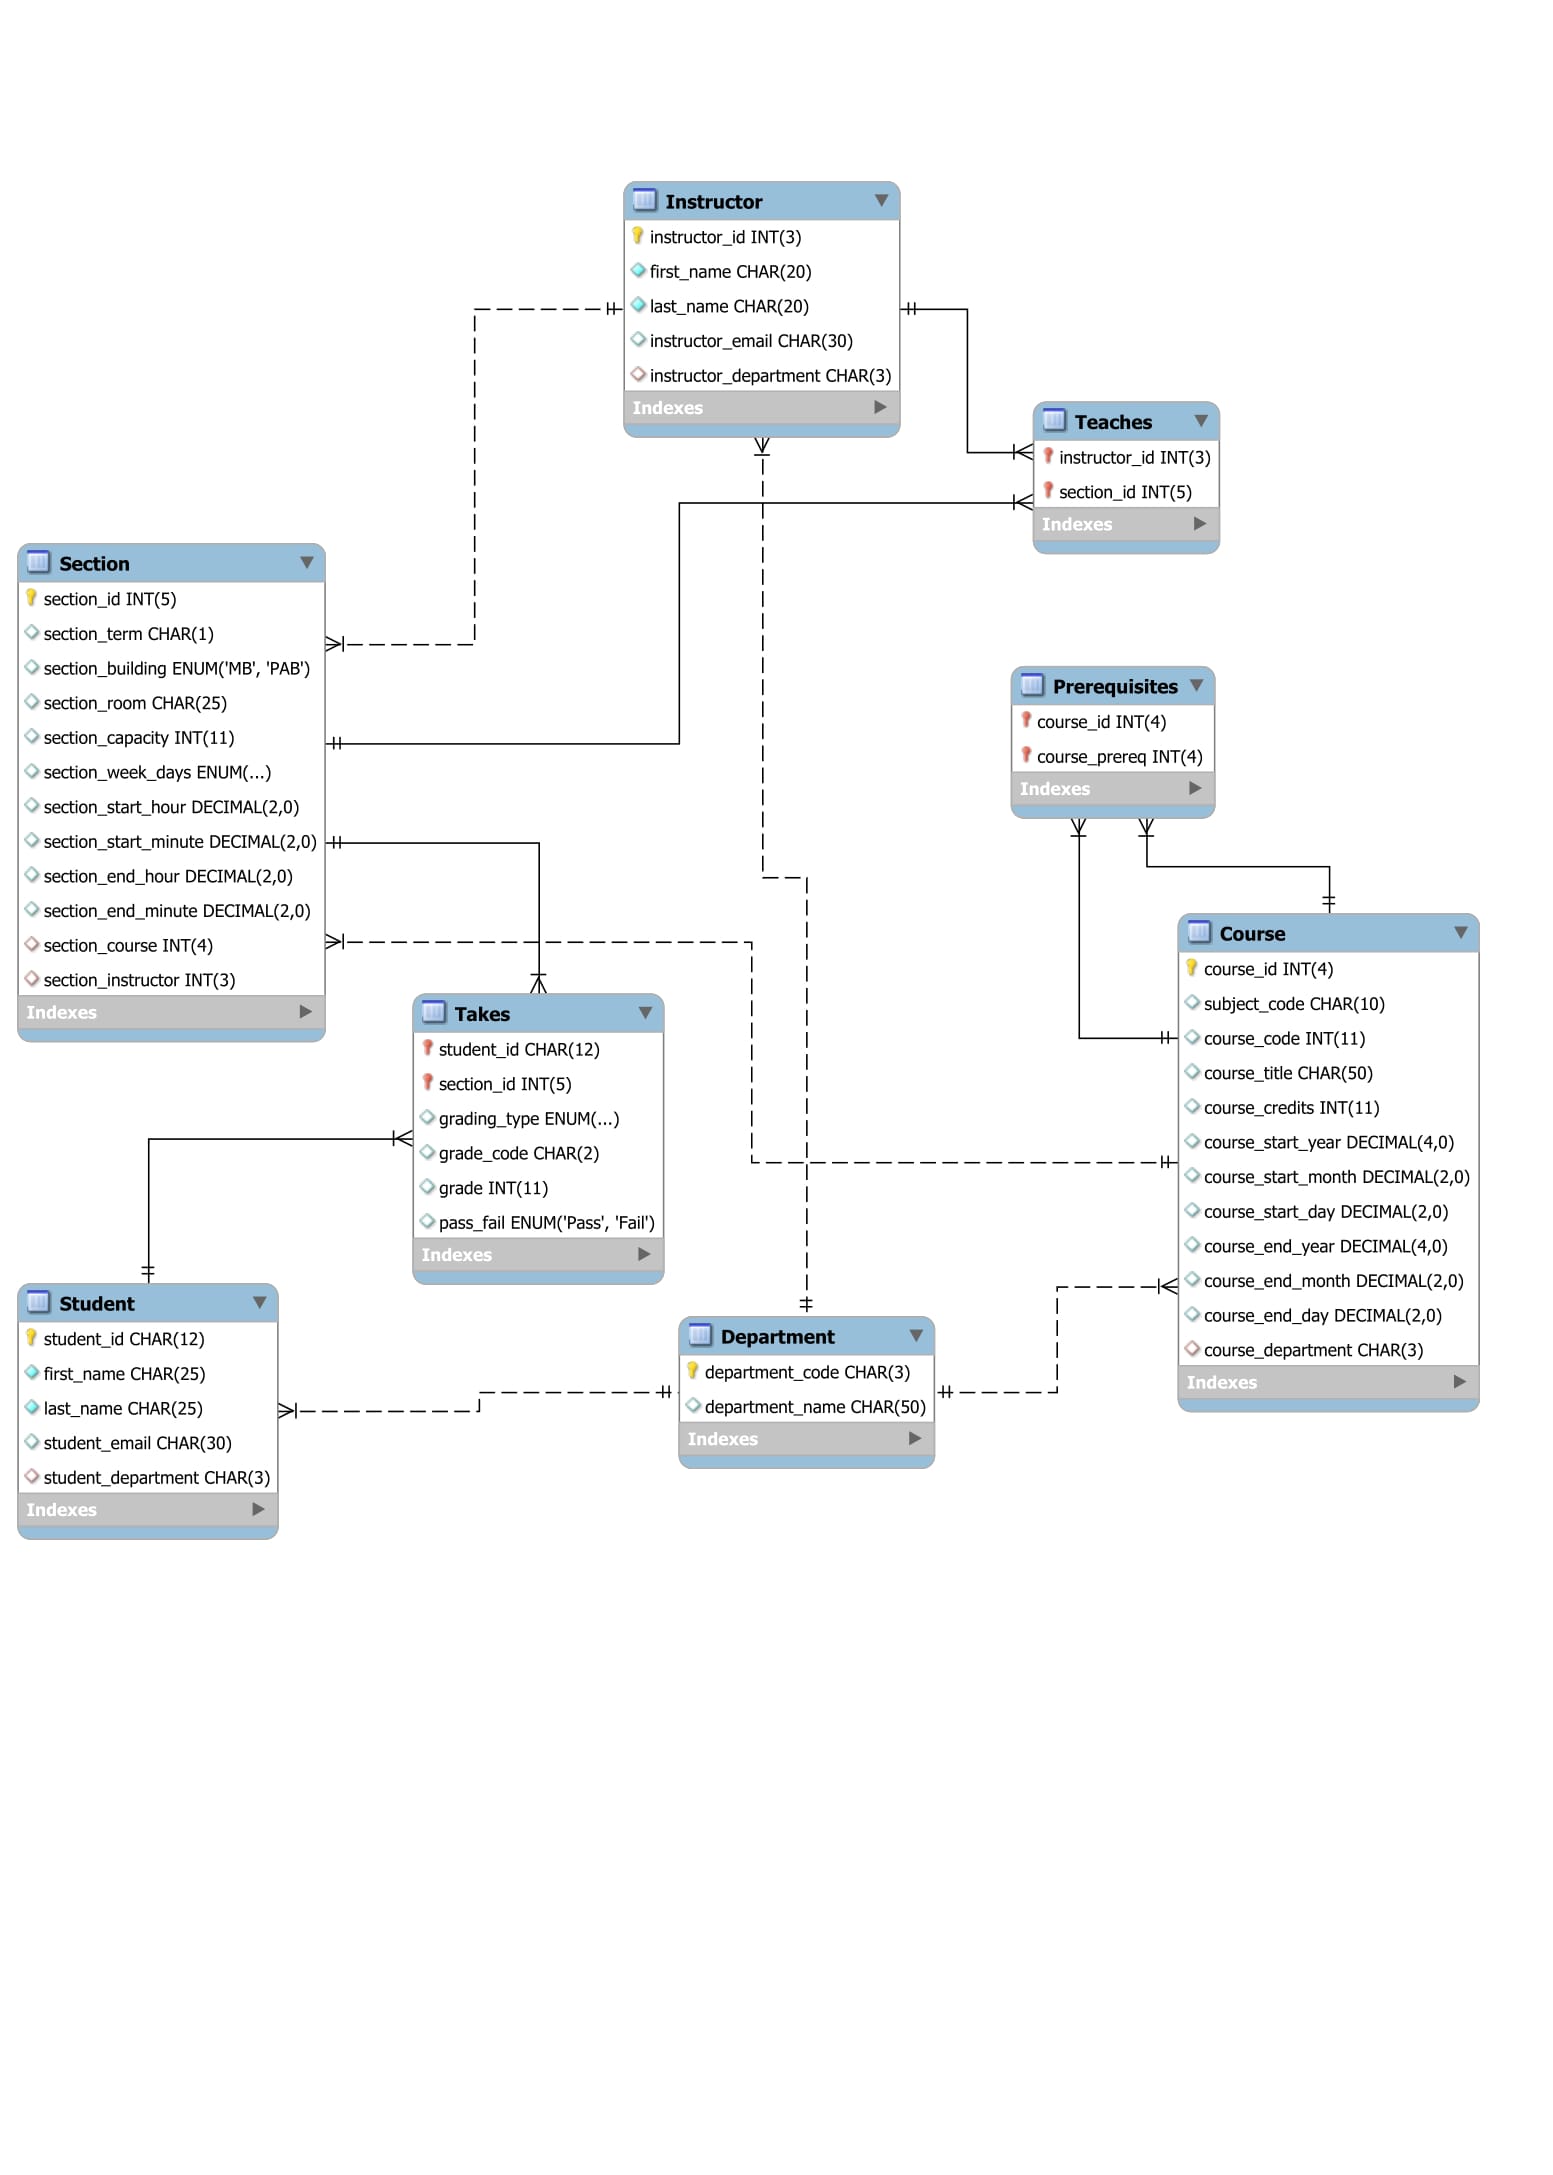 Instructor
instructor_id INT(3)
first_name CHAR(20)
last_name CHAR(20)
instructor_email CHAR(30)
instructor_department CHAR(3)
Indexes
Teaches
instructor_id INT(3)
section_id INT(5)
Indexes
Section
section_id INT(5)
section_term CHAR(1)
section_building ENUM('MB', 'PAB')
section_room CHAR(25)
section_capacity INT(11)
section_week_days ENUM(...)
section_start_hour DECIMAL(2,0)
section_start_minute DECIMAL(2,0)
section_end_hour DECIMAL(2,0)
section_end_minute DECIMAL(2,0)
section_course INT(4)
section_instructor INT(3)
Indexes
Prerequisites
course_id INT(4)
course_prereq INT(4)
Indexes
Course
course_id INT(4)
subject_code CHAR(10)
course_code INT(11)
course_title CHAR(50)
course_credits INT(11)
course_start_year DECIMAL(4,0)
course_start_month DECIMAL(2,0)
course_start_day DECIMAL(2,0)
course_end_year DECIMAL(4,0)
course_end_month DECIMAL(2,0)
course_end_day DECIMAL(2,0)
course_department CHAR(3)
Indexes
Takes
student_id CHAR(12)
section_id INT(5)
grading_type ENUM(...)
grade_code CHAR(2)
grade INT(11)
pass_fail ENUM('Pass', 'Fail')
Indexes
Student
student_id CHAR(12)
first_name CHAR(25)
last_name CHAR(25)
student_email CHAR(30)
student_department CHAR(3)
Indexes
Department
department_code CHAR(3)
department_name CHAR(50)
Indexes